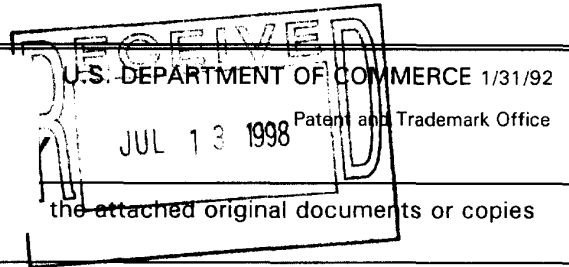 RECEIVED
U.S. DEPARTMENT OF COMMERCE 1/31/92
Patent and Trademark Office
JUL 13 1998
the attached original documents or copies